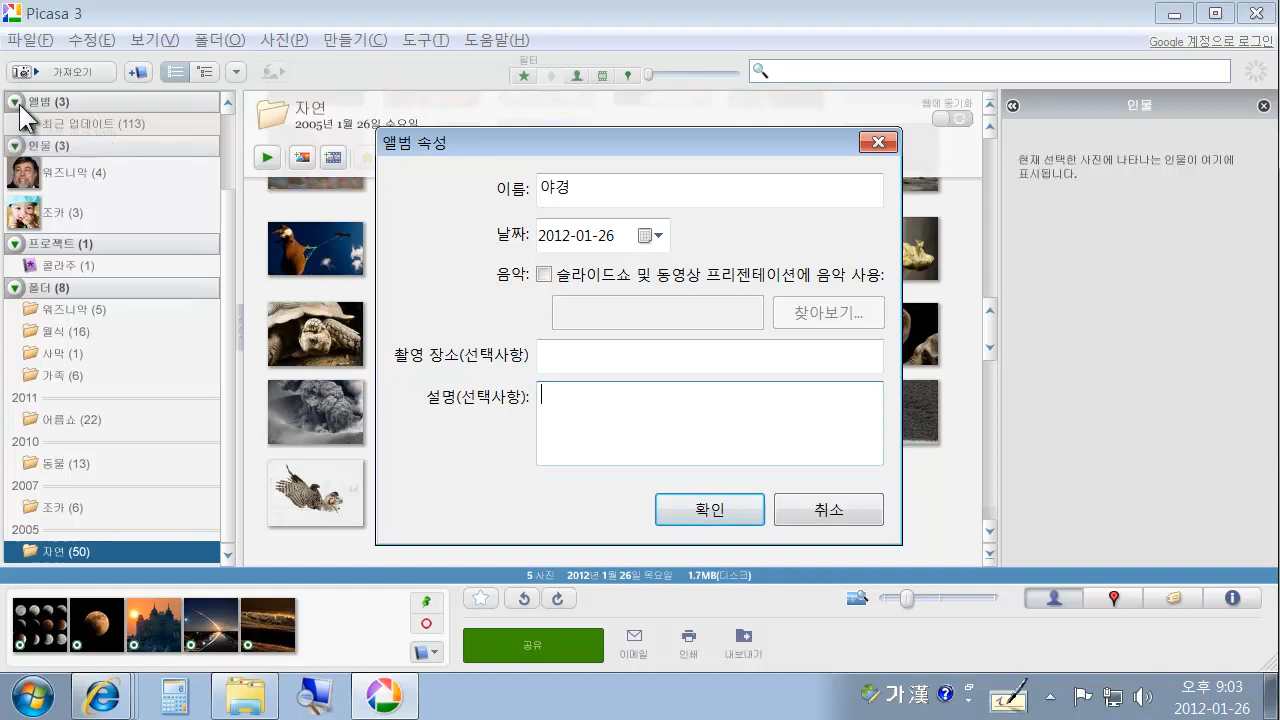 Picasa 3
파일(F) 수정(E) 보기(V) 폴더(O) 사진(P) 만들기(C) 도구(T) 도움말(H)
Google 계정으로 로그인
가져오기
필터
앨범 (3)
최근 업데이트 (113)
인물 (3)
워즈니악 (4)
조카 (3)
프로젝트 (1)
콜라주 (1)
폴더 (8)
워즈니악 (5)
월식 (16)
사막 (1)
가족 (6)
2011
어름쇼 (22)
2010
동물 (13)
2007
조카 (6)
2005
자연 (50)
자연
2005년 1월 26일 수요일
웹에 동기화
앨범 속성
이름: 야경
날짜: 2012-01-26
음악: 슬라이드쇼 및 동영상 프리젠테이션에 음악 사용:
찾아보기...
촬영 장소(선택사항)
설명(선택사항):
확인 취소
인물
현재 선택한 사진에 나타나는 인물이 여기에
표시됩니다.
5 사진 2012년 1월 26일 목요일 1.7MB(디스크)
공유
이메일 인쇄 내보내기
가 漢
오후 9:03
2012-01-26